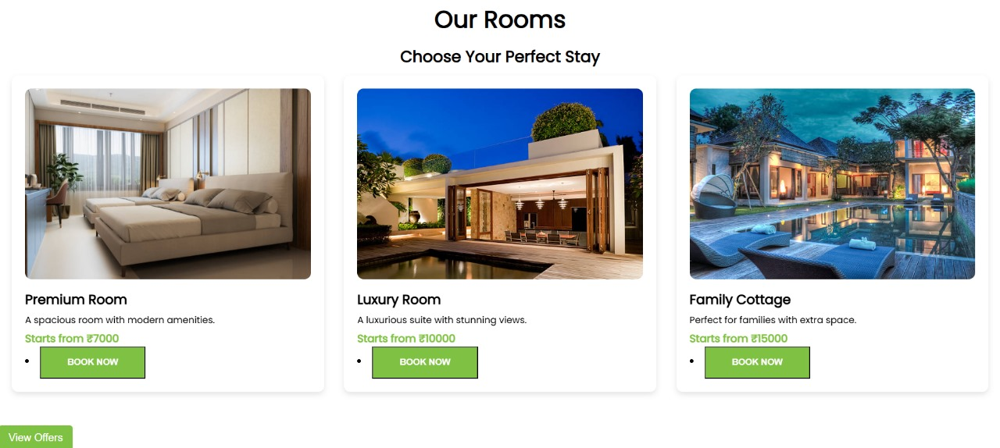 Our Rooms
Choose Your Perfect Stay
Premium Room
A spacious room with modern amenities.
Starts from ₹7000
BOOK NOW
Luxury Room
A luxurious suite with stunning views.
Starts from ₹10000
BOOK NOW
Family Cottage
Perfect for families with extra space.
Starts from ₹15000
BOOK NOW
View Offers